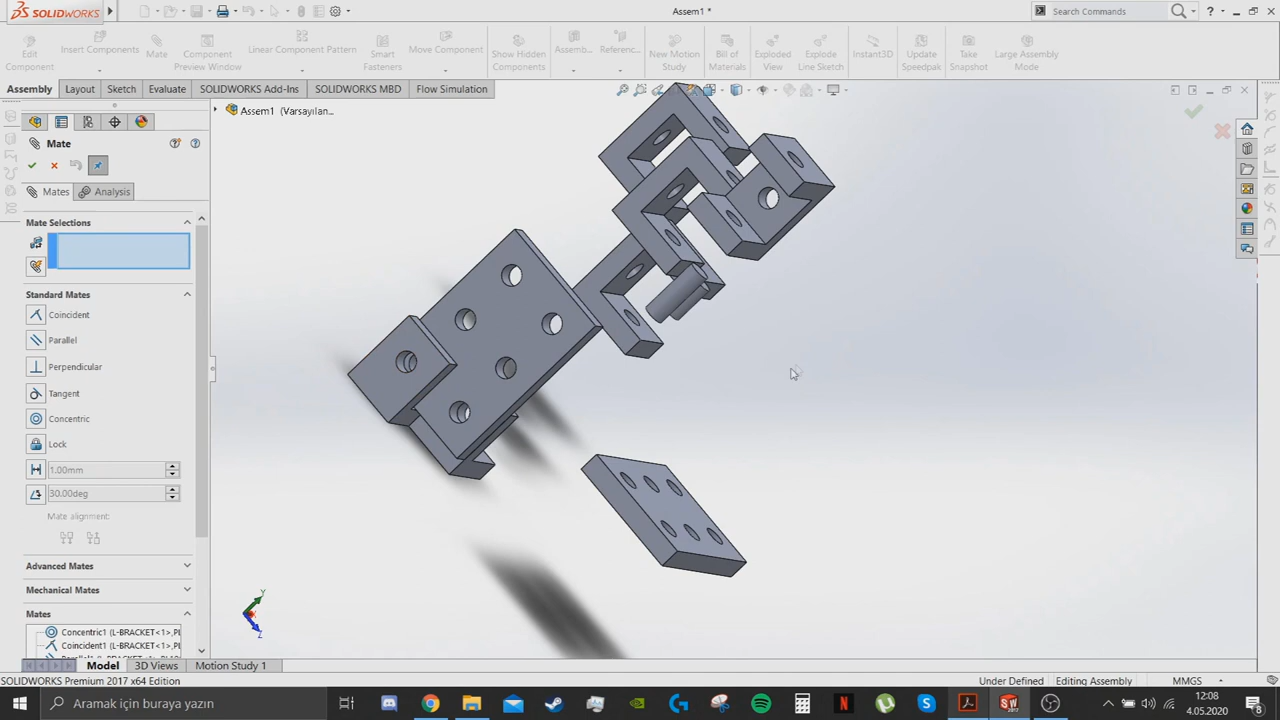 SOLIDWORKS
Assem1 *
Search Commands
Edit Component
Insert Components
Mate
Component Preview Window
Linear Component Pattern
Smart Fasteners
Move Component
Show Hidden Components
Assemb...
Referenc...
New Motion Study
Bill of Materials
Exploded View
Explode Line Sketch
Instant3D
Update Speedpak
Take Snapshot
Large Assembly Mode
Assembly
Layout
Sketch
Evaluate
SOLIDWORKS Add-Ins
SOLIDWORKS MBD
Flow Simulation
Assem1 (Varsayılan...
Mate
Mates
Analysis
Mate Selections
Standard Mates
Coincident
Parallel
Perpendicular
Tangent
Concentric
Lock
1.00mm
30.00deg
Mate alignment:
Advanced Mates
Mechanical Mates
Mates
Concentric1 (L-BRACKET<1>,PL
Coincident1 (L-BRACKET<1>,PL
Y
Z
Model
3D Views
Motion Study 1
SOLIDWORKS Premium 2017 x64 Edition
Under Defined
Editing Assembly
MMGS
Aramak için buraya yazın
12:08
4.05.2020
8